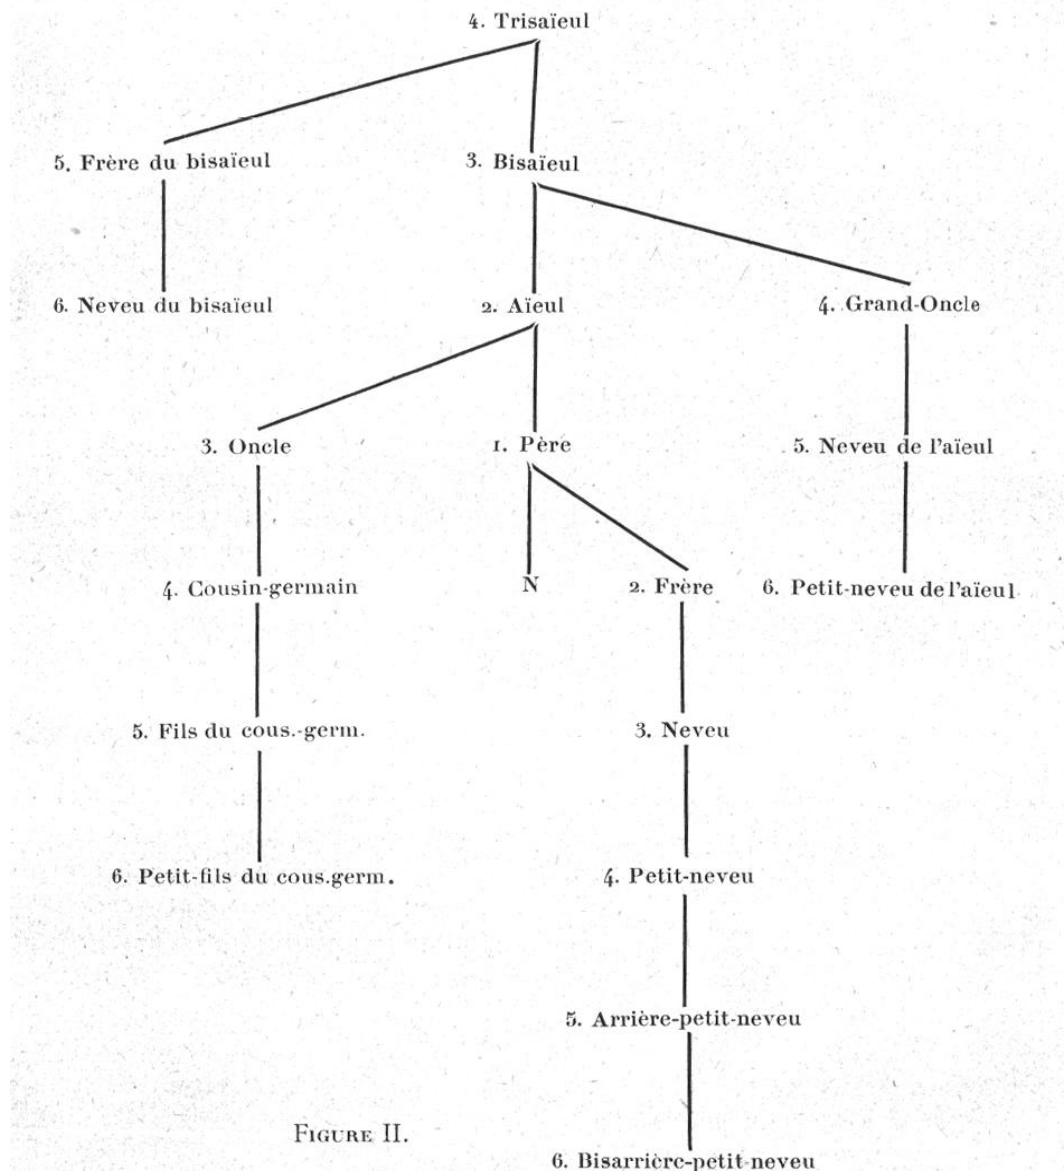 4. Trisaïeul
5. Frère du bisaïeul
3. Bisaïeul
6. Neveu du bisaïeul
2. Aïeul
4. Grand-Oncle
3. Oncle
1. Père
5. Neveu de l'aïeul
4. Cousin-germain
N
2. Frère
6. Petit-neveu de l'aïeul
5. Fils du cous.-germ.
3. Neveu
6. Petit-fils du cous.germ.
4. Petit-neveu
5. Arrière-petit-neveu
FIGURE II.
6. Bisarrière-petit-neveu